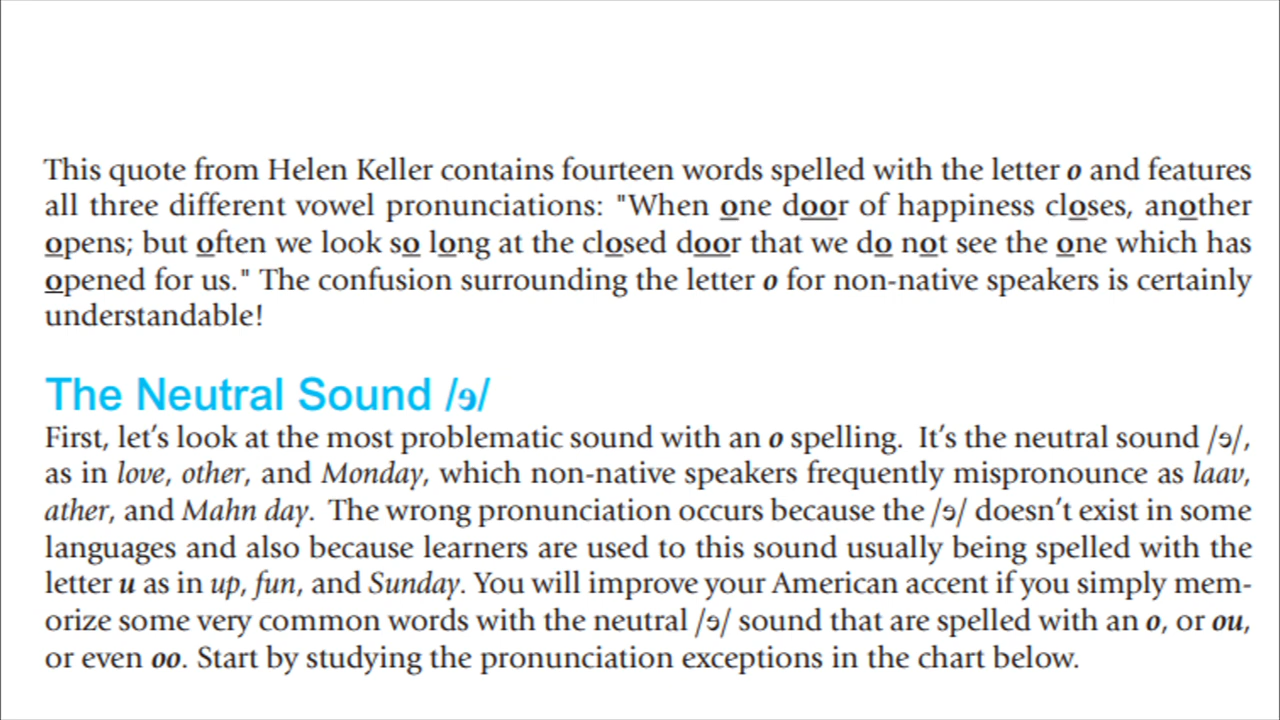 This quote from Helen Keller contains fourteen words spelled with the letter o and features
all three different vowel pronunciations: "When one door of happiness closes, another
opens; but often we look so long at the closed door that we do not see the one which has
opened for us." The confusion surrounding the letter o for non-native speakers is certainly
understandable!
The Neutral Sound /ɘ/
First, let’s look at the most problematic sound with an o spelling. It’s the neutral sound /ɘ/,
as in love, other, and Monday, which non-native speakers frequently mispronounce as laav,
ather, and Mahn day. The wrong pronunciation occurs because the /ɘ/ doesn’t exist in some
languages and also because learners are used to this sound usually being spelled with the
letter u as in up, fun, and Sunday. You will improve your American accent if you simply mem-
orize some very common words with the neutral /ɘ/ sound that are spelled with an o, or ou,
or even oo. Start by studying the pronunciation exceptions in the chart below.